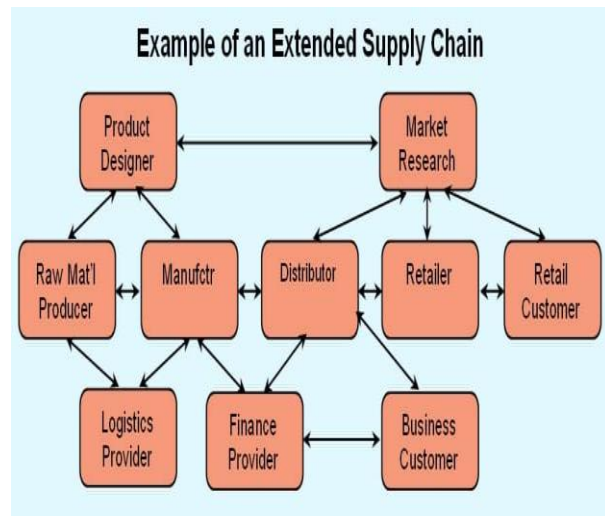 Example of an Extended Supply Chain
Product
Designer
Market
Research
Raw Mat'l
Producer
Manufctr
Distributor
Retailer
Retail
Customer
Logistics
Provider
Finance
Provider
Business
Customer